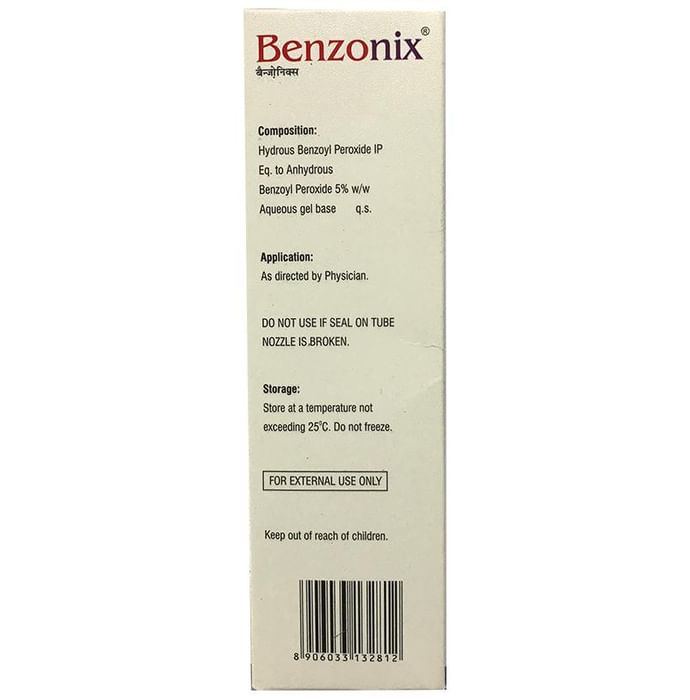 Benzonix®
बैन्जोनिक्स
Composition:
Hydrous Benzoyl Peroxide IP
Eq. to Anhydrous
Benzoyl Peroxide 5% w/w
Aqueous gel base q.s.
Application:
As directed by Physician.
DO NOT USE IF SEAL ON TUBE
NOZZLE IS BROKEN.
Storage:
Store at a temperature not
exceeding 25°C. Do not freeze.
FOR EXTERNAL USE ONLY
Keep out of reach of children.
8 906033 132812